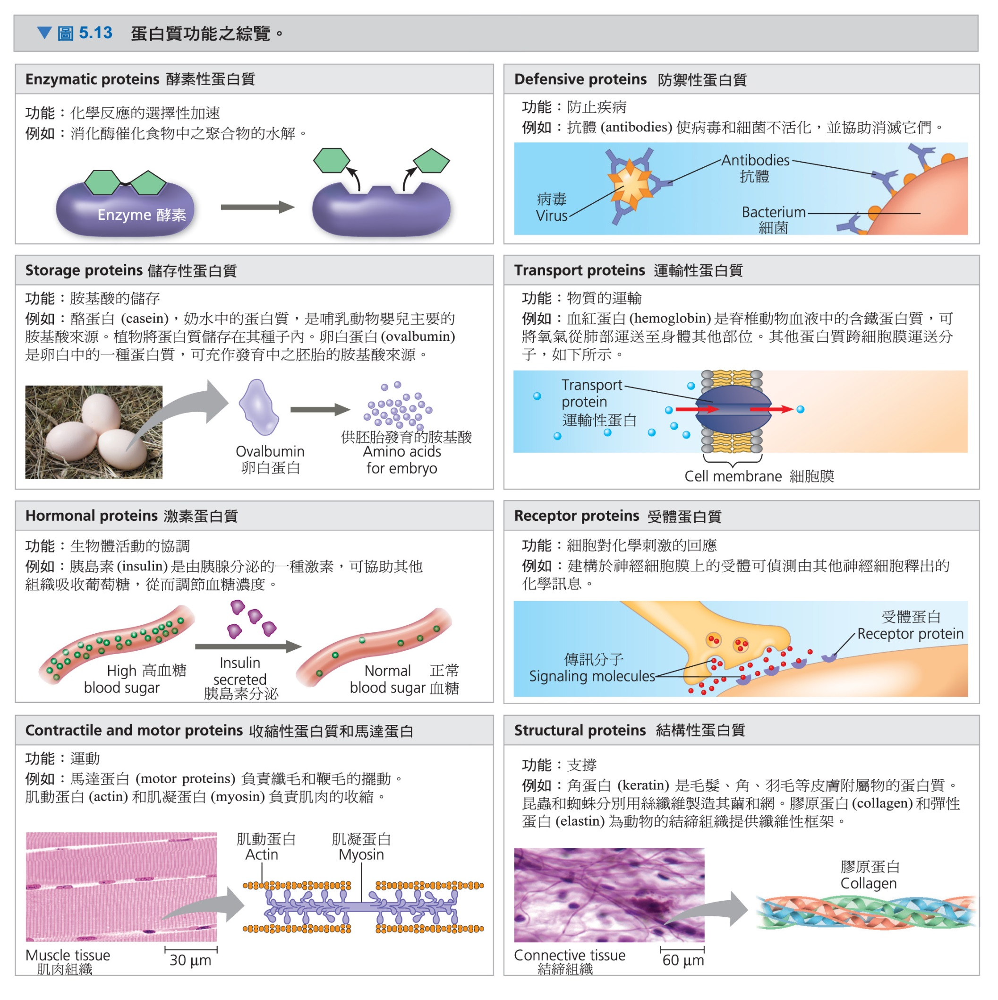 ▼圖 5.13 蛋白質功能之綜覽。
Enzymatic proteins 酵素性蛋白質
功能：化學反應的選擇性加速
例如：消化酶催化食物中之聚合物的水解。
Enzyme 酵素
Defensive proteins 防禦性蛋白質
功能：防止疾病
例如：抗體 (antibodies) 使病毒和細菌不活化，並協助消滅它們。
Antibodies
抗體
病毒
Virus
Bacterium
細菌
Storage proteins 儲存性蛋白質
功能：胺基酸的儲存
例如：酪蛋白 (casein)，奶水中的蛋白質，是哺乳動物嬰兒主要的
胺基酸來源。植物將蛋白質儲存在其種子內。卵白蛋白 (ovalbumin)
是卵白中的一種蛋白質，可充作發育中之胚胎的胺基酸來源。
Ovalbumin
卵白蛋白
供胚胎發育的胺基酸
Amino acids
for embryo
Transport proteins 運輸性蛋白質
功能：物質的運輸
例如：血紅蛋白 (hemoglobin) 是脊椎動物血液中的含鐵蛋白質，可
將氧氣從肺部運送至身體其他部位。其他蛋白質跨細胞膜運送分
子，如下所示。
Transport
protein
運輸性蛋白
Cell membrane 細胞膜
Hormonal proteins 激素蛋白質
功能：生物體活動的協調
例如：胰島素 (insulin) 是由胰腺分泌的一種激素，可協助其他
組織吸收葡萄糖，從而調節血糖濃度。
High 高血糖
blood sugar
Insulin
secreted
胰島素分泌
Normal 正常
blood sugar 血糖
Receptor proteins 受體蛋白質
功能：細胞對化學刺激的回應
例如：建構於神經細胞膜上的受體可偵測由其他神經細胞釋出的
化學訊息。
受體蛋白
Receptor protein
傳訊分子
Signaling molecules
Contractile and motor proteins 收縮性蛋白質和馬達蛋白
功能：運動
例如：馬達蛋白 (motor proteins) 負責纖毛和鞭毛的擺動。
肌動蛋白 (actin) 和肌凝蛋白 (myosin) 負責肌肉的收縮。
肌動蛋白
Actin
肌凝蛋白
Myosin
Muscle tissue
肌肉組織
30 μm
Structural proteins 結構性蛋白質
功能：支撐
例如：角蛋白 (keratin) 是毛髮、角、羽毛等皮膚附屬物的蛋白質。
昆蟲和蜘蛛分別用絲纖維製造其繭和網。膠原蛋白 (collagen) 和彈性
蛋白 (elastin) 為動物的結締組織提供纖維性框架。
膠原蛋白
Collagen
Connective tissue
結締組織
60 μm